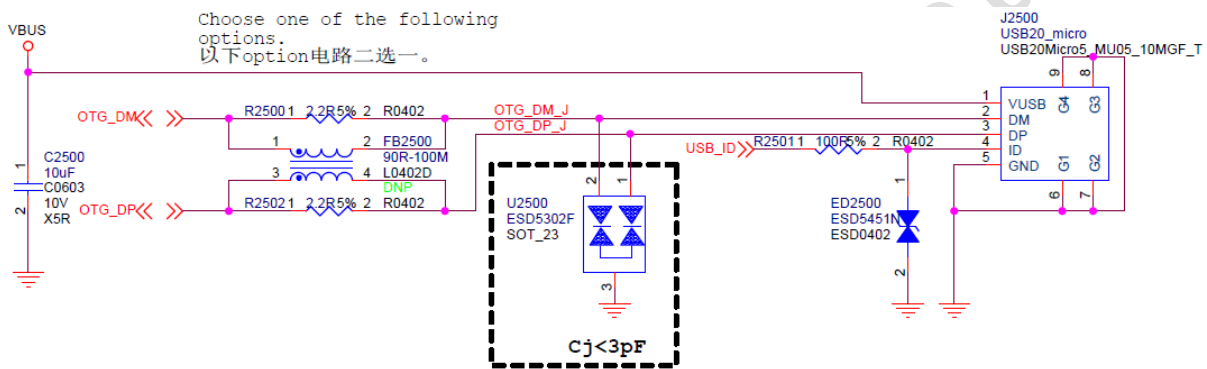 Choose one of the following
options.
以下option电路二选一。
VBUS
J2500
USB20_micro
USB20Micro5_MU05_10MGF_T
9
8
1
VUSB
G4
G3
2
DM
3
DP
4
ID
5
GND
G1
G2
6
7
OTG_DM
R2500 1 2.2R 5% 2 R0402
OTG_DM_J
OTG_DP_J
1
2 FB2500
90R-100M
3
4 L0402D
DNP
OTG_DP
R2502 1 2.2R 5% 2 R0402
USB_ID
R2501 1 100R 5% 2 R0402
1
C2500
10uF
C0603
2
10V
X5R
U2500
ESD5302F
SOT_23
2
1
3
Cj<3pF
1
ED2500
ESD5451N
ESD0402
2